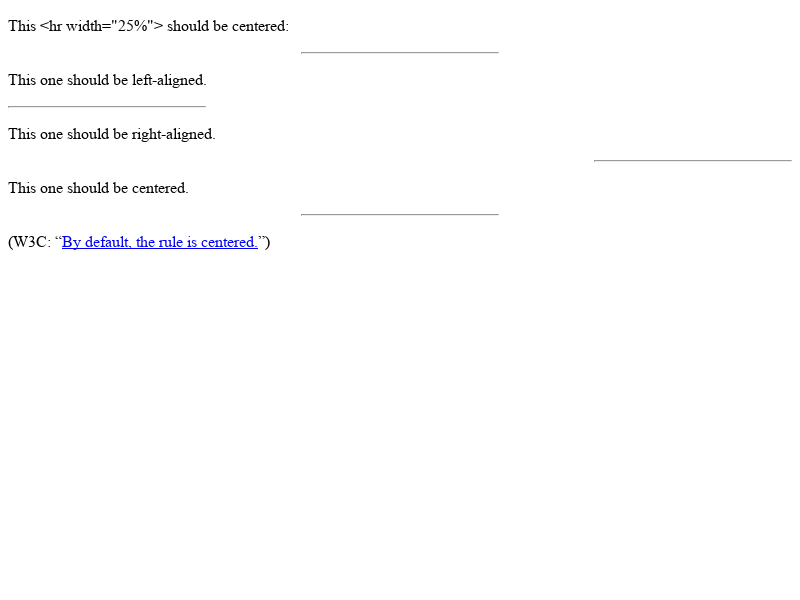 This <hr width="25%"> should be centered:
This one should be left-aligned.
This one should be right-aligned.
This one should be centered.
(W3C: “By default, the rule is centered.”)